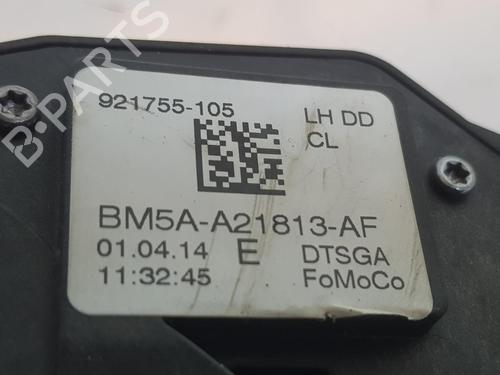 B-PARTS
921755-105 LH DD
CL
BM5A-A21813-AF
01.04.14 E DTSGA
11:32:45 FoMoCo